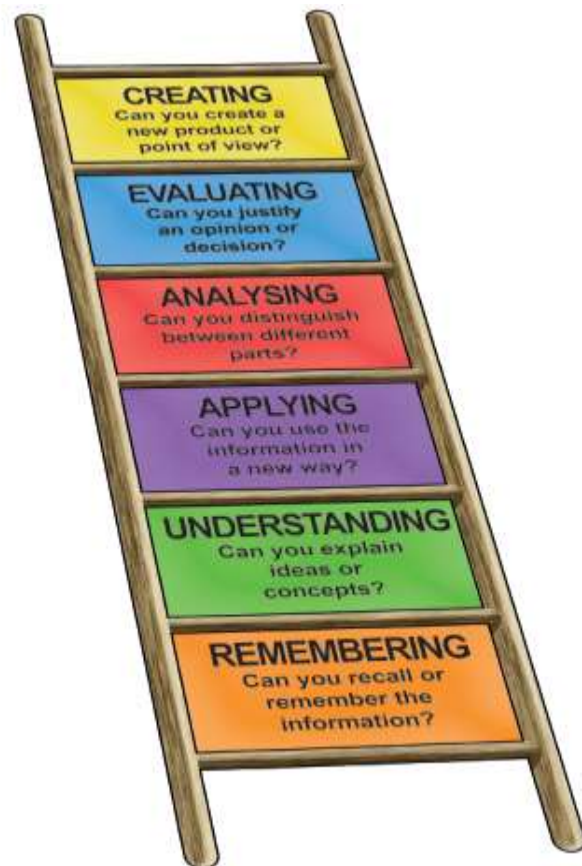 CREATING
Can you create a
new product or
point of view?
EVALUATING
Can you justify
an opinion or
decision?
ANALYSING
Can you distinguish
between different
parts?
APPLYING
Can you use the
information in
a new way?
UNDERSTANDING
Can you explain
ideas or
concepts?
REMEMBERING
Can you recall or
remember the
information?